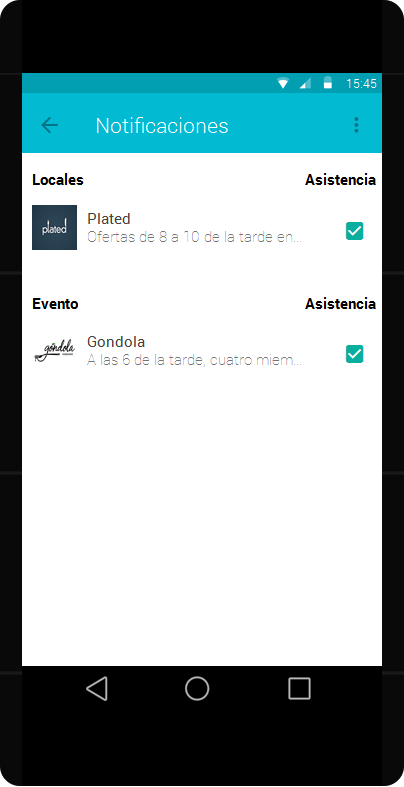 15:45
Notificaciones
Locales Asistencia
plated
Plated
Ofertas de 8 a 10 de la tarde en...
Evento Asistencia
gondola
Gondola
A las 6 de la tarde, cuatro miem...